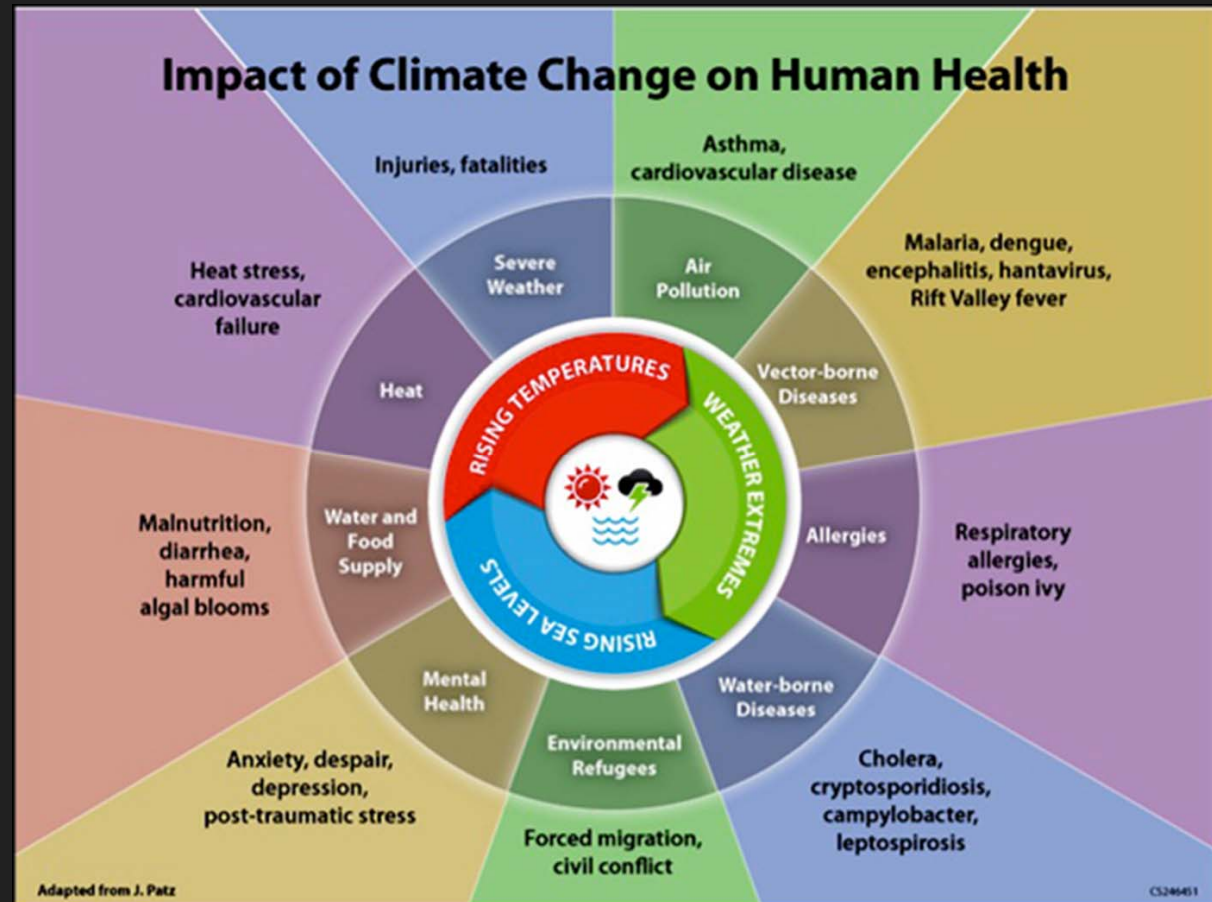 Impact of Climate Change on Human Health
Injuries, fatalities
Asthma,
cardiovascular disease
Heat stress,
cardiovascular
failure
Severe
Weather
Air
Pollution
Malaria, dengue,
encephalitis, hantavirus,
Rift Valley fever
Heat
Vector-borne
Diseases
RISING TEMPERATURES
WEATHER EXTREMES
RISING SEA LEVELS
Malnutrition,
diarrhea,
harmful
algal blooms
Water and
Food
Supply
Allergies
Respiratory
allergies,
poison ivy
Mental
Health
Environmental
Refugees
Water-borne
Diseases
Anxiety, despair,
depression,
post-traumatic stress
Forced migration,
civil conflict
Cholera,
cryptosporidiosis,
campylobacter,
leptospirosis
Adapted from J. Patz
CS246451